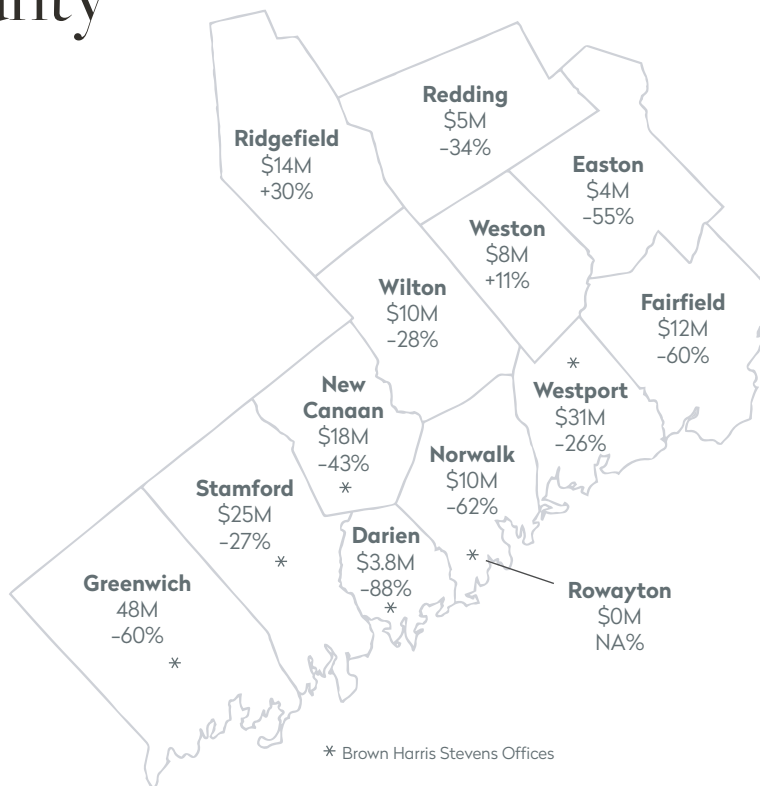 Redding
$5M
-34%
Ridgefield
$14M
+30%
Easton
$4M
-55%
Weston
$8M
+11%
Wilton
$10M
-28%
Fairfield
$12M
-60%
New
Canaan
$18M
-43%
*
*
Westport
$31M
-26%
Norwalk
$10M
-62%
*
Stamford
$25M
-27%
*
Darien
$3.8M
-88%
*
Greenwich
48M
-60%
*
Rowayton
$0M
NA%
* Brown Harris Stevens Offices